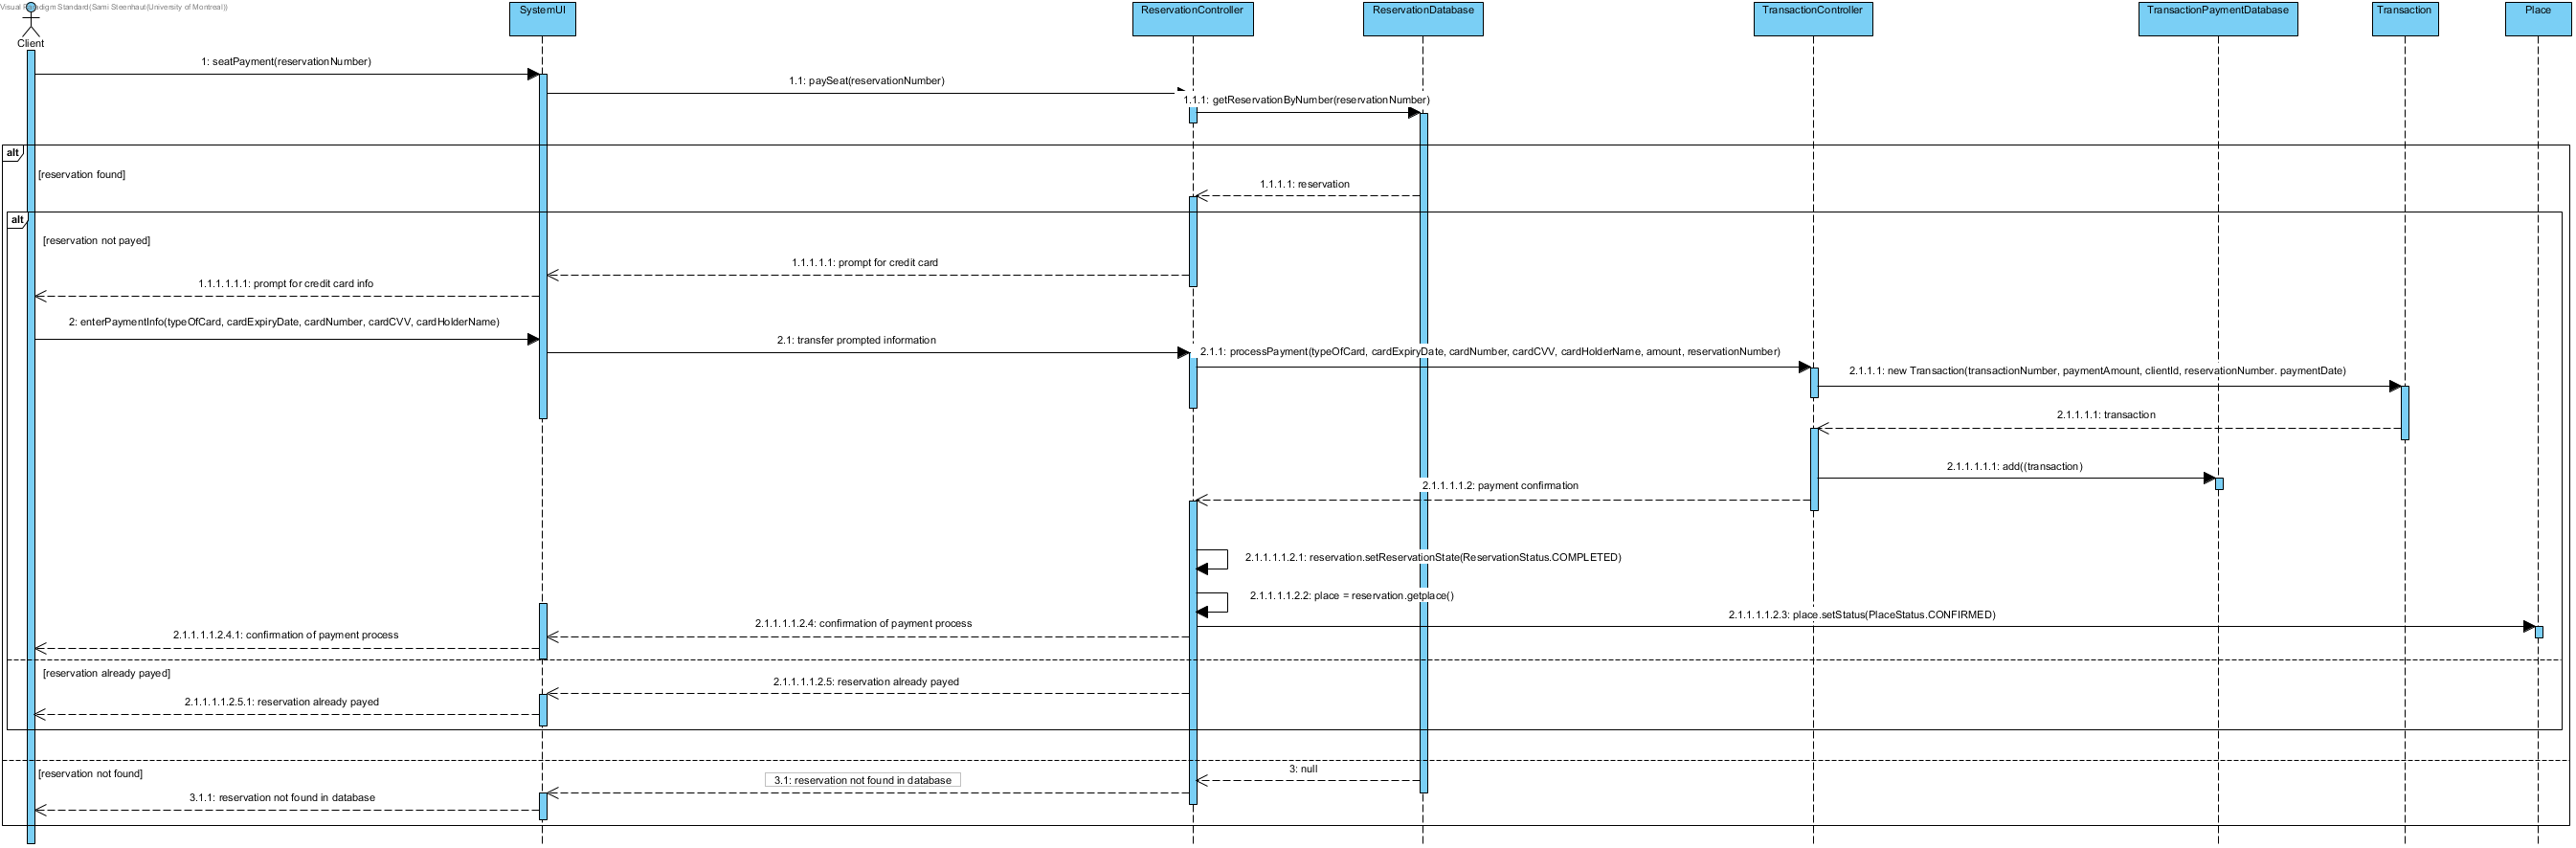 Visual Paradigm Standard(Sami Steenhaut(University of Montreal))
Client
SystemUI
ReservationController
ReservationDatabase
TransactionController
TransactionPaymentDatabase
Transaction
Place
1: seatPayment(reservationNumber)
1.1: paySeat(reservationNumber)
1.1.1: getReservationByNumber(reservationNumber)
alt
[reservation found]
1.1.1.1: reservation
alt
[reservation not payed]
1.1.1.1.1: prompt for credit card
1.1.1.1.1.1: prompt for credit card info
2: enterPaymentInfo(typeOfCard, cardExpiryDate, cardNumber, cardCVV, cardHolderName)
2.1: transfer prompted information
2.1.1: processPayment(typeOfCard, cardExpiryDate, cardNumber, cardCVV, cardHolderName, amount, reservationNumber)
2.1.1.1: new Transaction(transactionNumber, paymentAmount, clientId, reservationNumber. paymentDate)
2.1.1.1.1: transaction
2.1.1.1.1.1: add((transaction)
2.1.1.1.1.2: payment confirmation
2.1.1.1.1.2.1: reservation.setReservationState(ReservationStatus.COMPLETED)
2.1.1.1.1.2.2: place = reservation.getplace()
2.1.1.1.1.2.3: place.setStatus(PlaceStatus.CONFIRMED)
2.1.1.1.1.2.4: confirmation of payment process
2.1.1.1.1.2.4.1: confirmation of payment process
[reservation already payed]
2.1.1.1.1.2.5: reservation already payed
2.1.1.1.1.2.5.1: reservation already payed
[reservation not found]
3: null
3.1: reservation not found in database
3.1.1: reservation not found in database